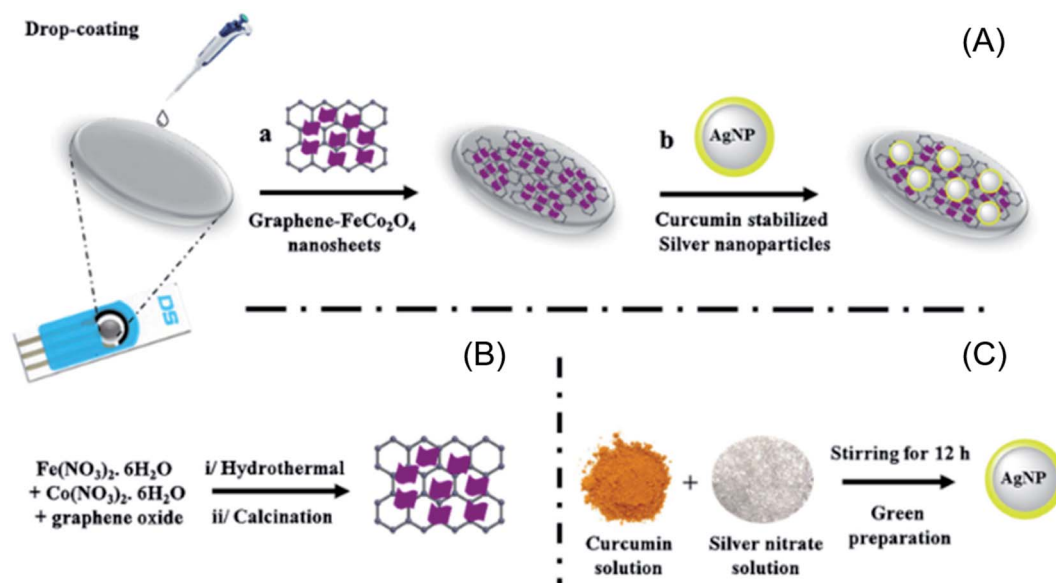 Drop-coating
(A)
a
Graphene-FeCo₂O₄
nanosheets
b
AgNP
Curcumin stabilized
Silver nanoparticles
DS
(B)
Fe(NO₃)₂. 6H₂O
+ Co(NO₃)₂. 6H₂O
+ graphene oxide
i/ Hydrothermal
ii/ Calcination
(C)
Curcumin
solution
+
Silver nitrate
solution
Stirring for 12 h
Green
preparation
AgNP